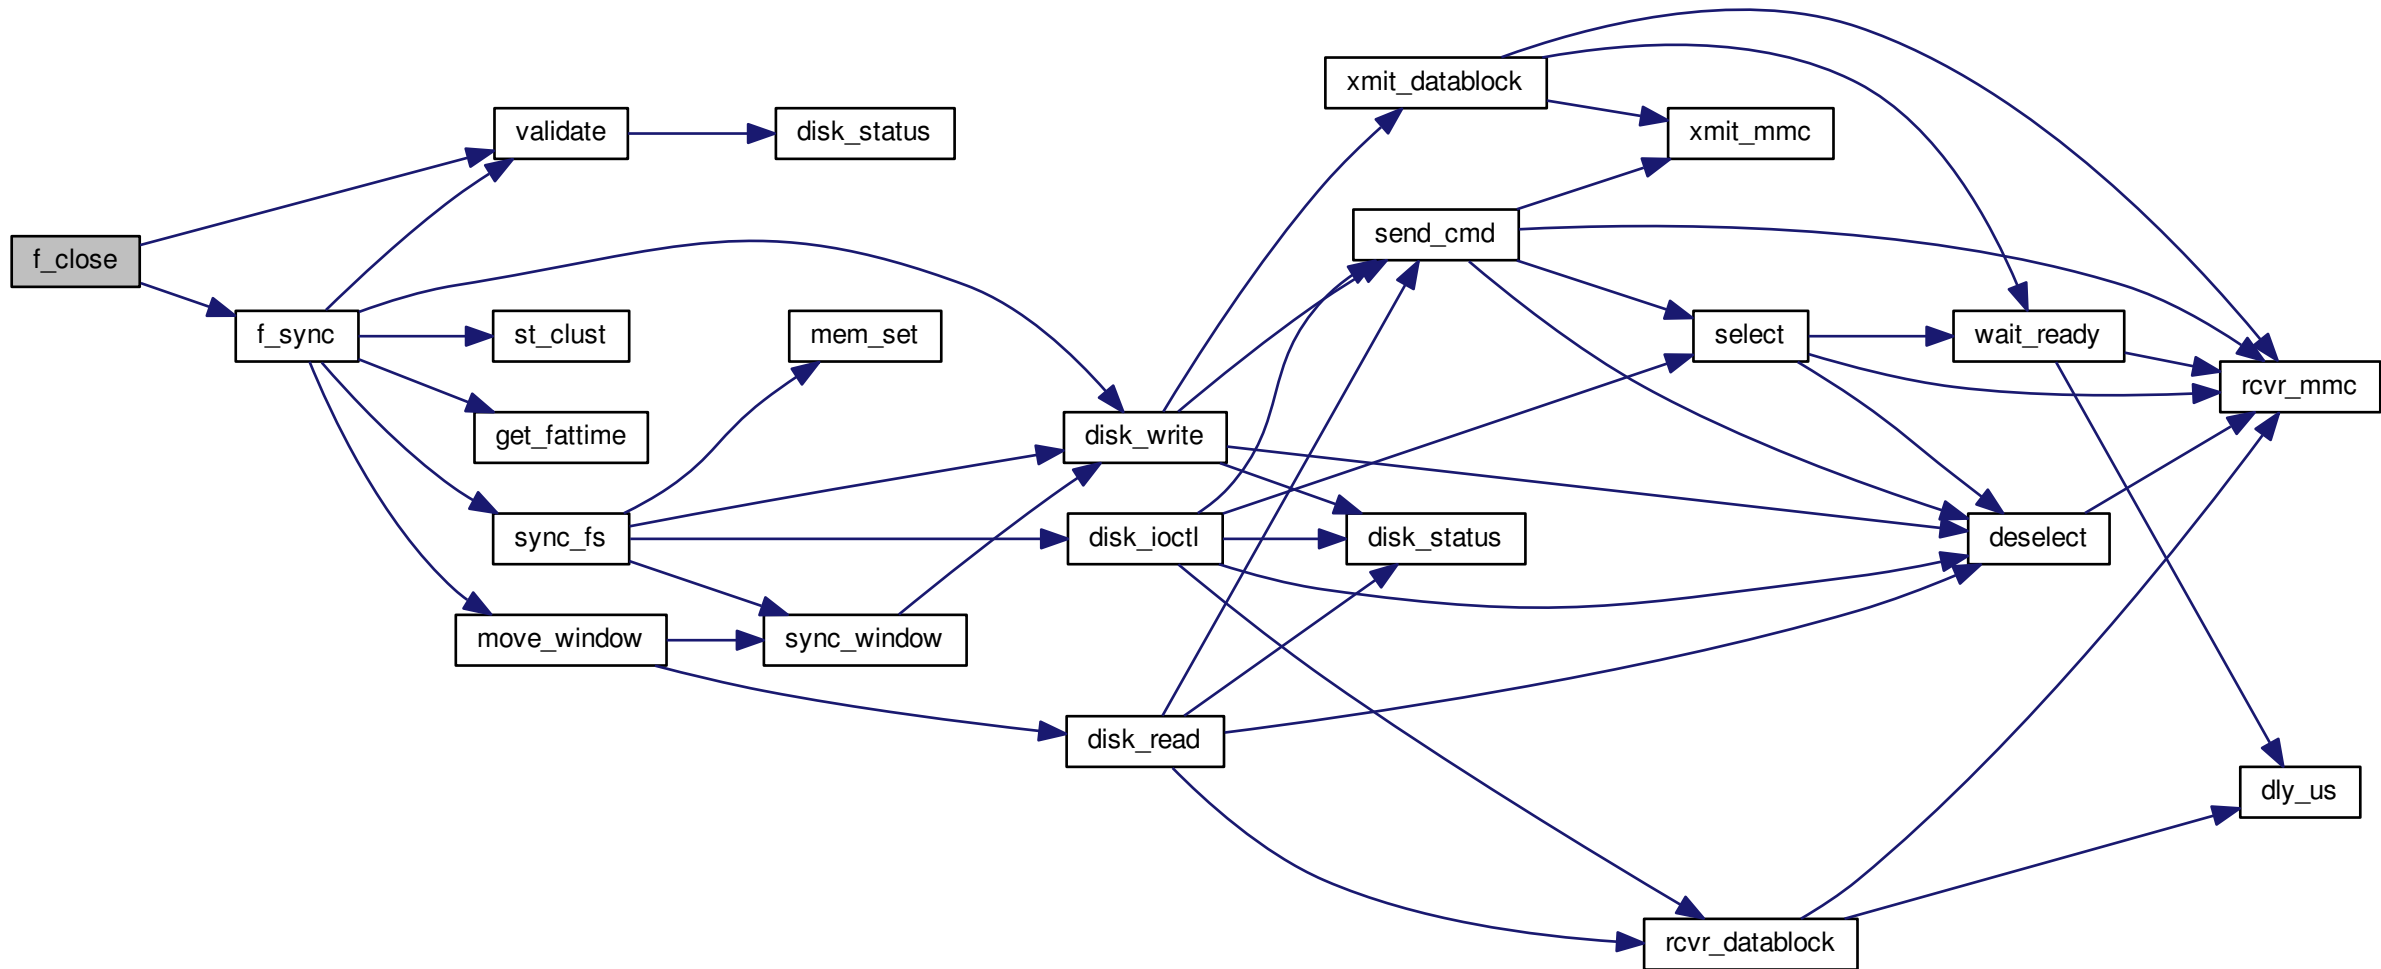 f_close
validate
disk_status
f_sync
st_clust
get_fattime
mem_set
sync_fs
move_window
sync_window
disk_write
disk_ioctl
disk_read
xmit_datablock
xmit_mmc
send_cmd
select
wait_ready
rcvr_mmc
disk_status
deselect
dly_us
rcvr_datablock